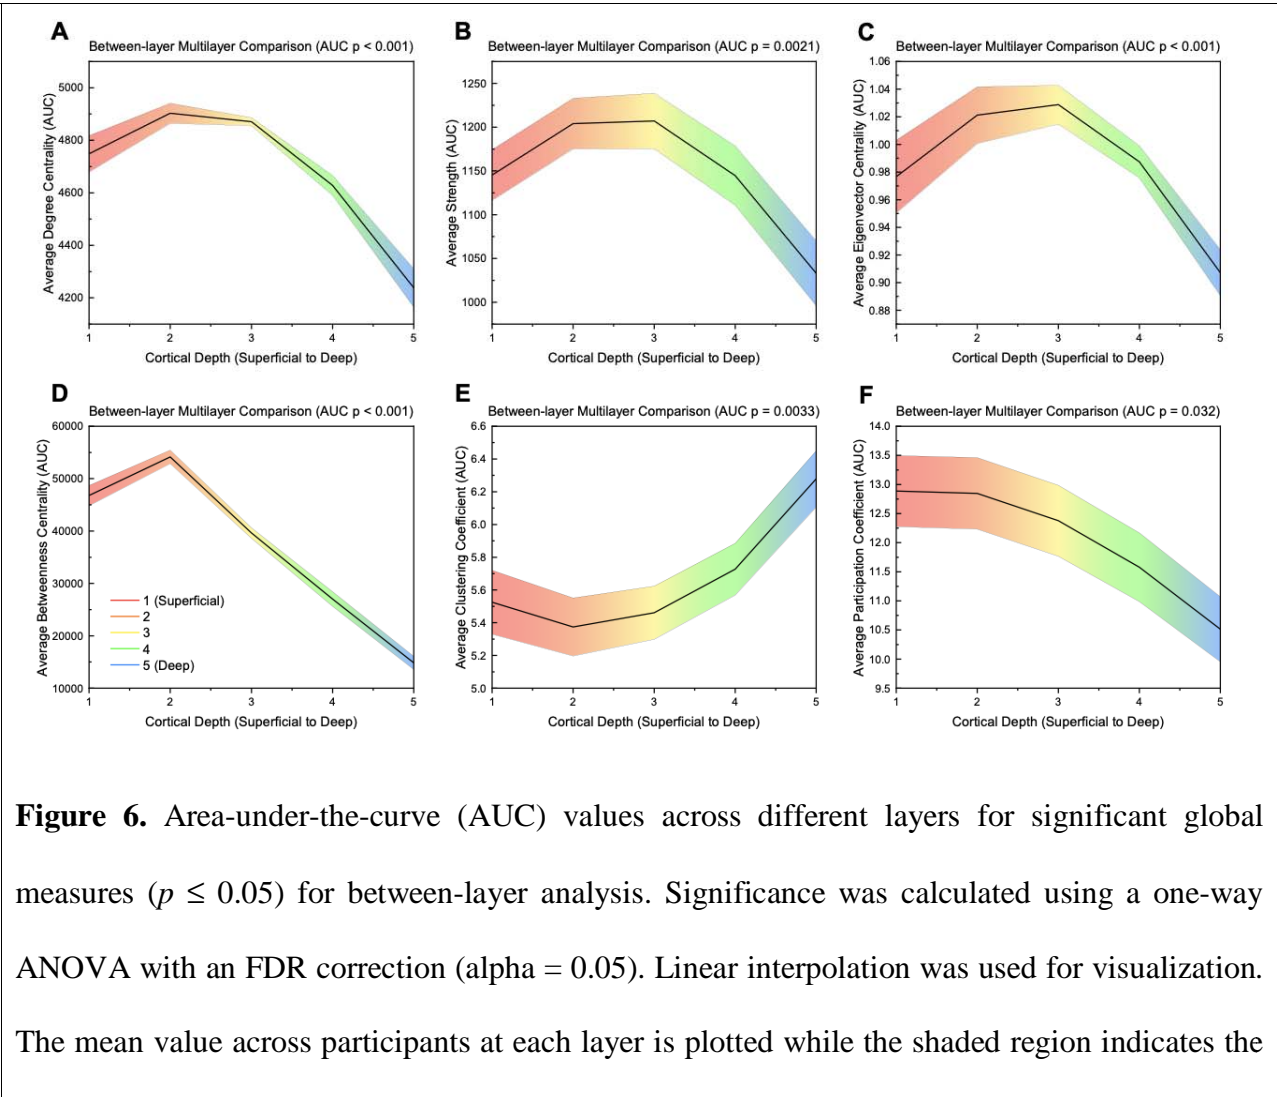 A
Between-layer Multilayer Comparison (AUC p < 0.001)
Average Degree Centrality (AUC)
5000
4800
4600
4400
4200
1 2 3 4 5
Cortical Depth (Superficial to Deep)
B
Between-layer Multilayer Comparison (AUC p = 0.0021)
Average Strength (AUC)
1250
1200
1150
1100
1050
1000
1 2 3 4 5
Cortical Depth (Superficial to Deep)
C
Between-layer Multilayer Comparison (AUC p < 0.001)
Average Eigenvector Centrality (AUC)
1.06
1.04
1.02
1.00
0.98
0.96
0.94
0.92
0.90
0.88
1 2 3 4 5
Cortical Depth (Superficial to Deep)
D
Between-layer Multilayer Comparison (AUC p < 0.001)
Average Betweenness Centrality (AUC)
60000
50000
40000
30000
20000
10000
1 (Superficial)
2
3
4
5 (Deep)
1 2 3 4 5
Cortical Depth (Superficial to Deep)
E
Between-layer Multilayer Comparison (AUC p = 0.0033)
Average Clustering Coefficient (AUC)
6.6
6.4
6.2
6.0
5.8
5.6
5.4
5.2
5.0
1 2 3 4 5
Cortical Depth (Superficial to Deep)
F
Between-layer Multilayer Comparison (AUC p = 0.032)
Average Participation Coefficient (AUC)
14.0
13.5
13.0
12.5
12.0
11.5
11.0
10.5
10.0
9.5
1 2 3 4 5
Cortical Depth (Superficial to Deep)
Figure 6. Area-under-the-curve (AUC) values across different layers for significant global
measures (p ≤ 0.05) for between-layer analysis. Significance was calculated using a one-way
ANOVA with an FDR correction (alpha = 0.05). Linear interpolation was used for visualization.
The mean value across participants at each layer is plotted while the shaded region indicates the